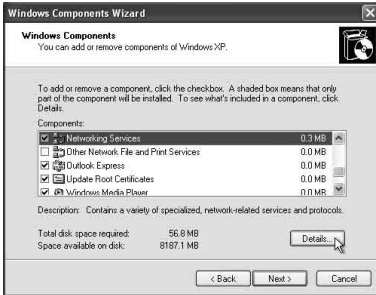 Windows Components Wizard
Windows Components
You can add or remove components of Windows XP.
To add or remove a component, click the checkbox. A shaded box means that only
part of the component will be installed. To see what's included in a component, click
Details.
Components:
Networking Services 0.3 MB
Other Network File and Print Services 0.0 MB
Outlook Express 0.0 MB
Update Root Certificates 0.0 MB
Windows Media Player 0.0 MB
Description: Contains a variety of specialized, network-related services and protocols.
Total disk space required: 56.8 MB
Space available on disk: 8187.1 MB
Details...
< Back Next > Cancel